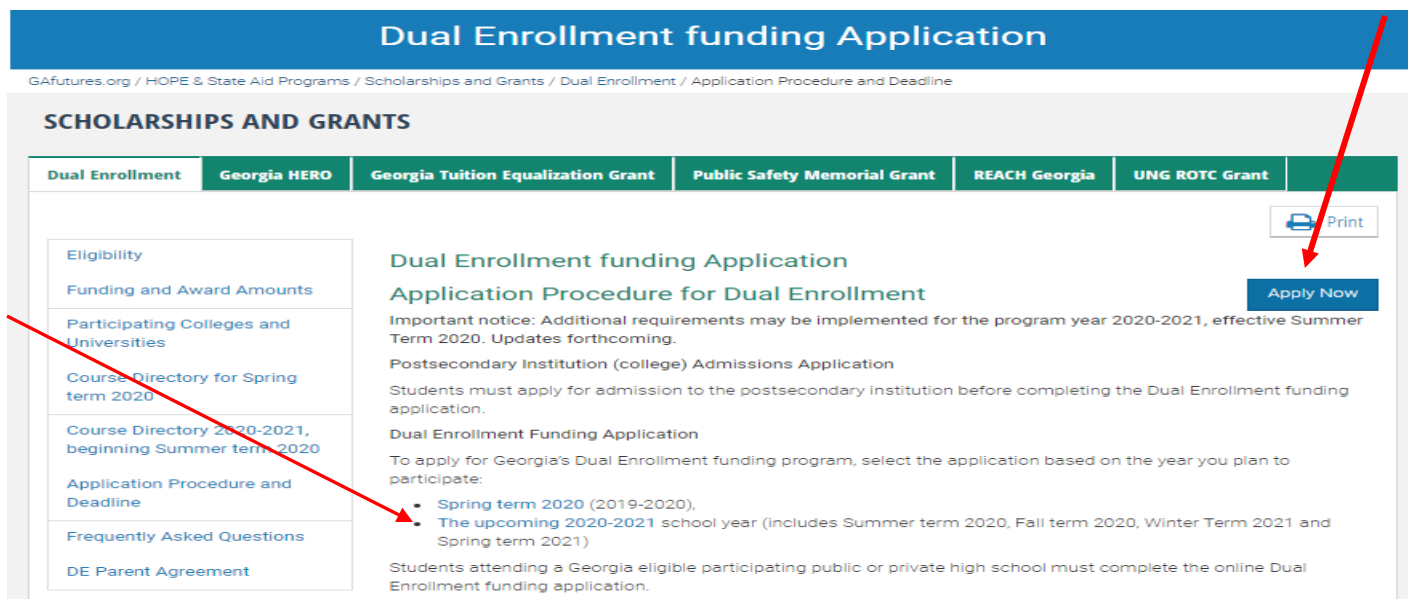 Dual Enrollment funding Application
GAfutures.org / HOPE & State Aid Programs / Scholarships and Grants / Dual Enrollment / Application Procedure and Deadline
SCHOLARSHIPS AND GRANTS
Dual Enrollment
Georgia HERO
Georgia Tuition Equalization Grant
Public Safety Memorial Grant
REACH Georgia
UNG ROTC Grant
Print
Eligibility
Funding and Award Amounts
Participating Colleges and
Universities
Course Directory for Spring
term 2020
Course Directory 2020-2021,
beginning Summer term 2020
Application Procedure and
Deadline
Frequently Asked Questions
DE Parent Agreement
Dual Enrollment funding Application
Application Procedure for Dual Enrollment
Apply Now
Important notice: Additional requirements may be implemented for the program year 2020-2021, effective Summer
Term 2020. Updates forthcoming.
Postsecondary Institution (college) Admissions Application
Students must apply for admission to the postsecondary institution before completing the Dual Enrollment funding
application.
Dual Enrollment Funding Application
To apply for Georgia's Dual Enrollment funding program, select the application based on the year you plan to
participate:
• Spring term 2020 (2019-2020),
• The upcoming 2020-2021 school year (includes Summer term 2020, Fall term 2020, Winter Term 2021 and
Spring term 2021)
Students attending a Georgia eligible participating public or private high school must complete the online Dual
Enrollment funding application.